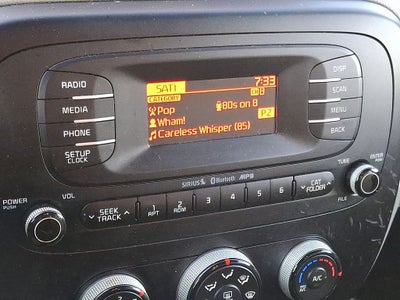 SAT1 7:33
CATEGORY CH8
Pop 80s on 8
Wham! P2
Careless Whisper (85)
RADIO
MEDIA
PHONE
SETUP
CLOCK
DISP
SCAN
MENU
BACK
SIRIUS Bluetooth MP3
POWER
PUSH
VOL
SEEK
TRACK
1
RPT
2
RDM
3 4 5 6
CAT
FOLDER
TUNE
FILE
ENTER
A/C